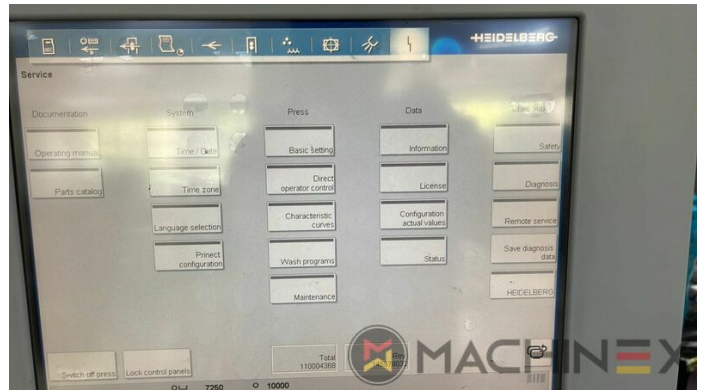 -HEIDELBERG-
Service
Documentation
System
Press
Data
Operating manual
Time / Date
Basic setting
Information
Safety
Parts catalog
Time zone
Direct
operator control
License
Diagnosis
Language selection
Characteristic
curves
Configuration
actual values
Remote service
Prinect
configuration
Wash programs
Status
Save diagnosis
data
Maintenance
HEIDELBERG
Switch off press
Lock control panels
Total
110004368
Rev
MACHINEX
7250
10000